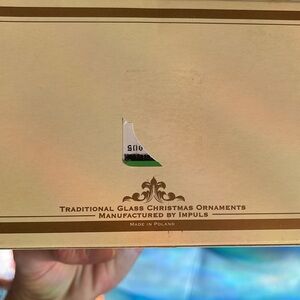 TRADITIONAL GLASS CHRISTMAS ORNAMENTS
MANUFACTURED BY IMPULS
MADE IN POLAND